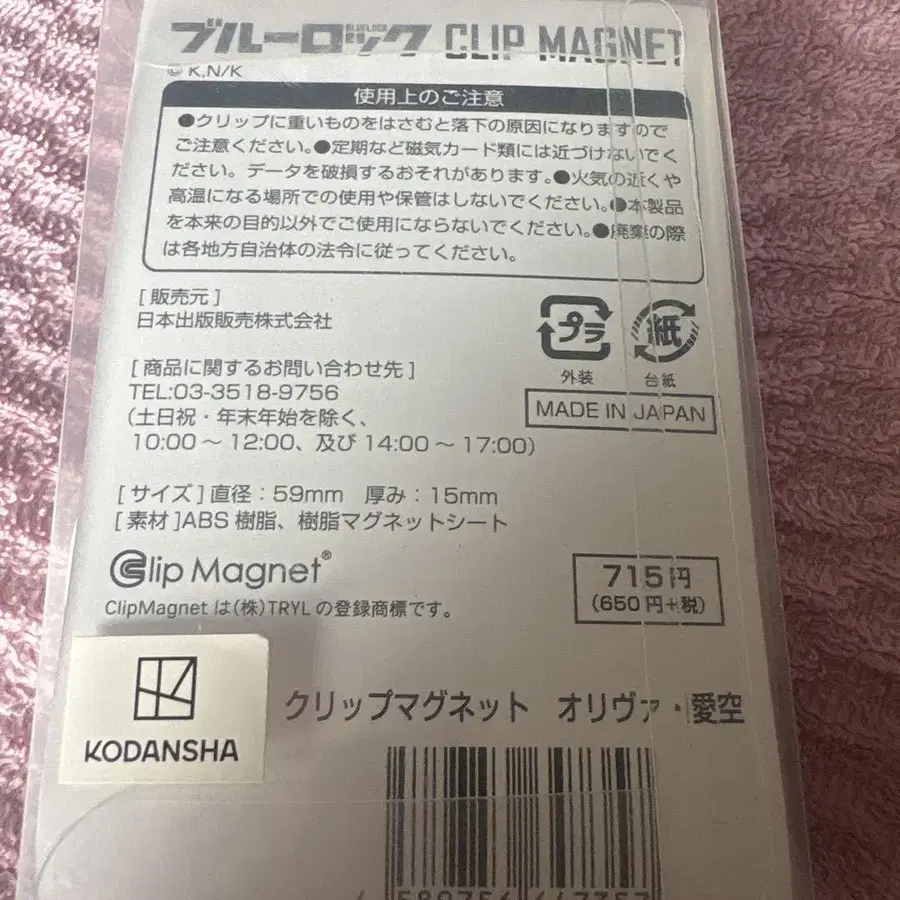 ブルーロック CLIP MAGNET
© K,N/K
使用上のご注意
●クリップに重いものをはさむと落下の原因になりますので
ご注意ください。●定期など磁気カード類には近づけないでく
ださい。データを破損するおそれがあります。●火気の近くや
高温になる場所での使用や保管はしないでください。●本製品
を本来の目的以外でご使用にならないでください。●廃棄の際
は各地方自治体の法令に従ってください。
[ 販売元 ]
日本出版販売株式会社
プラ
外装
紙
台紙
[ 商品に関するお問い合わせ先 ]
TEL:03-3518-9756
(土日祝・年末年始を除く、
10:00 〜 12:00、及び 14:00 〜 17:00)
MADE IN JAPAN
[ サイズ ] 直径：59mm 厚み：15mm
[ 素材 ]ABS 樹脂、樹脂マグネットシート
Clip Magnet®
ClipMagnet は(株)TRYL の登録商標です。
715円
(650円+税)
KODANSHA
クリップマグネット オリヴァ・愛空